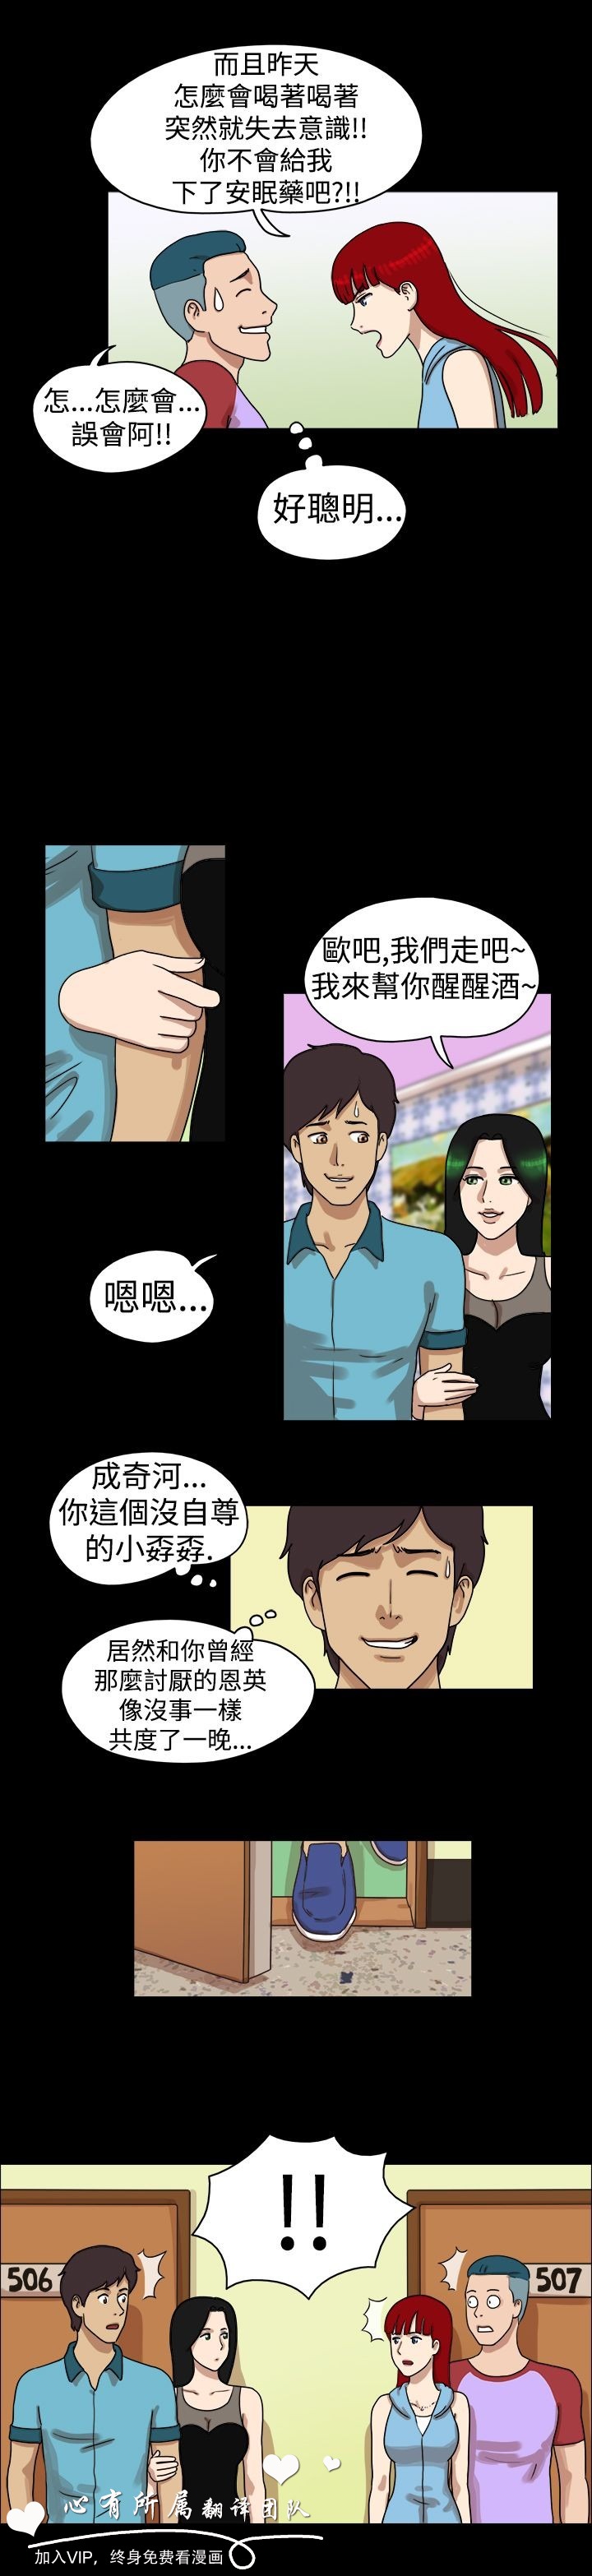 而且昨天
怎麼會喝著喝著
突然就失去意識!!
你不會給我
下了安眠藥吧?!!
怎...怎麼會...
誤會阿!!
好聰明...
歐吧,我們走吧~
我來幫你醒醒酒~
嗯嗯...
成奇河...
你這個沒自尊
的小孬孬.
居然和你曾經
那麼討厭的恩英
像沒事一樣
共度了一晚...
!!
506
507
心有所属翻译团队
加入VIP，终身免费看漫画